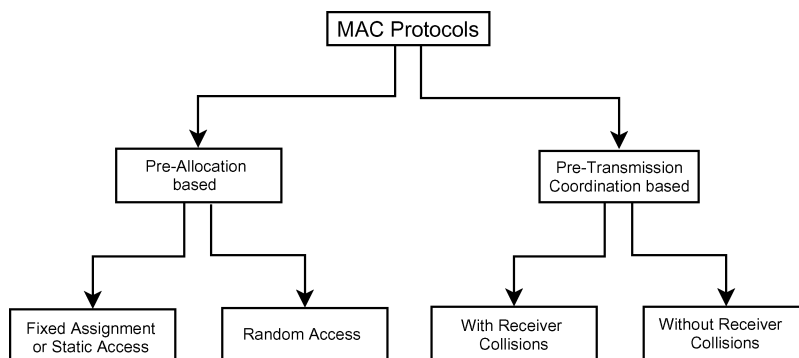 MAC Protocols
Pre-Allocation
based
Pre-Transmission
Coordination based
Fixed Assignment
or Static Access
Random Access
With Receiver
Collisions
Without Receiver
Collisions